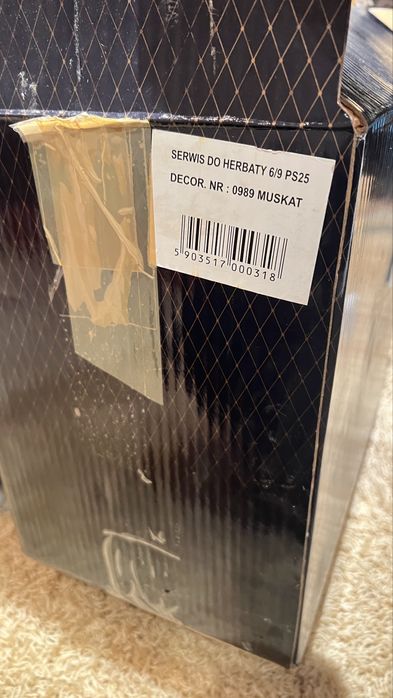 SERWIS DO HERBATY 6/9 PS25
DECOR. NR : 0989 MUSKAT
5 903517 000318